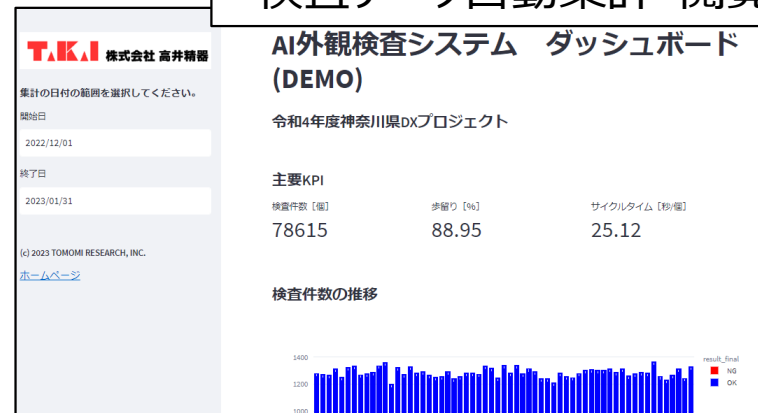 TAKAI 株式会社 高井精器
集計の日付の範囲を選択してください。
開始日
2022/12/01
終了日
2023/01/31
(c) 2023 TOMOMI RESEARCH, INC.
ホームページ
AI外観検査システム　ダッシュボード
(DEMO)
令和4年度神奈川県DXプロジェクト
主要KPI
検査件数 [個]
78615
歩留り [%]
88.95
サイクルタイム [秒/個]
25.12
検査件数の推移
1400
1200
1000
result_final
NG
OK